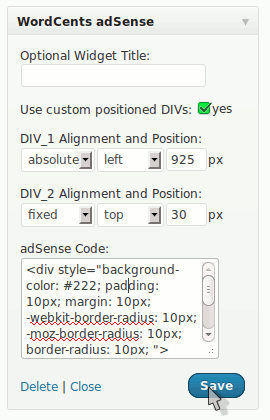 WordCents adSense
Optional Widget Title:
Use custom positioned DIVs: yes
DIV_1 Alignment and Position:
absolute left 925 px
DIV_2 Alignment and Position:
fixed top 30 px
adSense Code:
<div style="background-
color: #222; padding:
10px; margin: 10px;
-webkit-border-radius: 10px;
-moz-border-radius: 10px;
border-radius: 10px; ">
Delete | Close Save